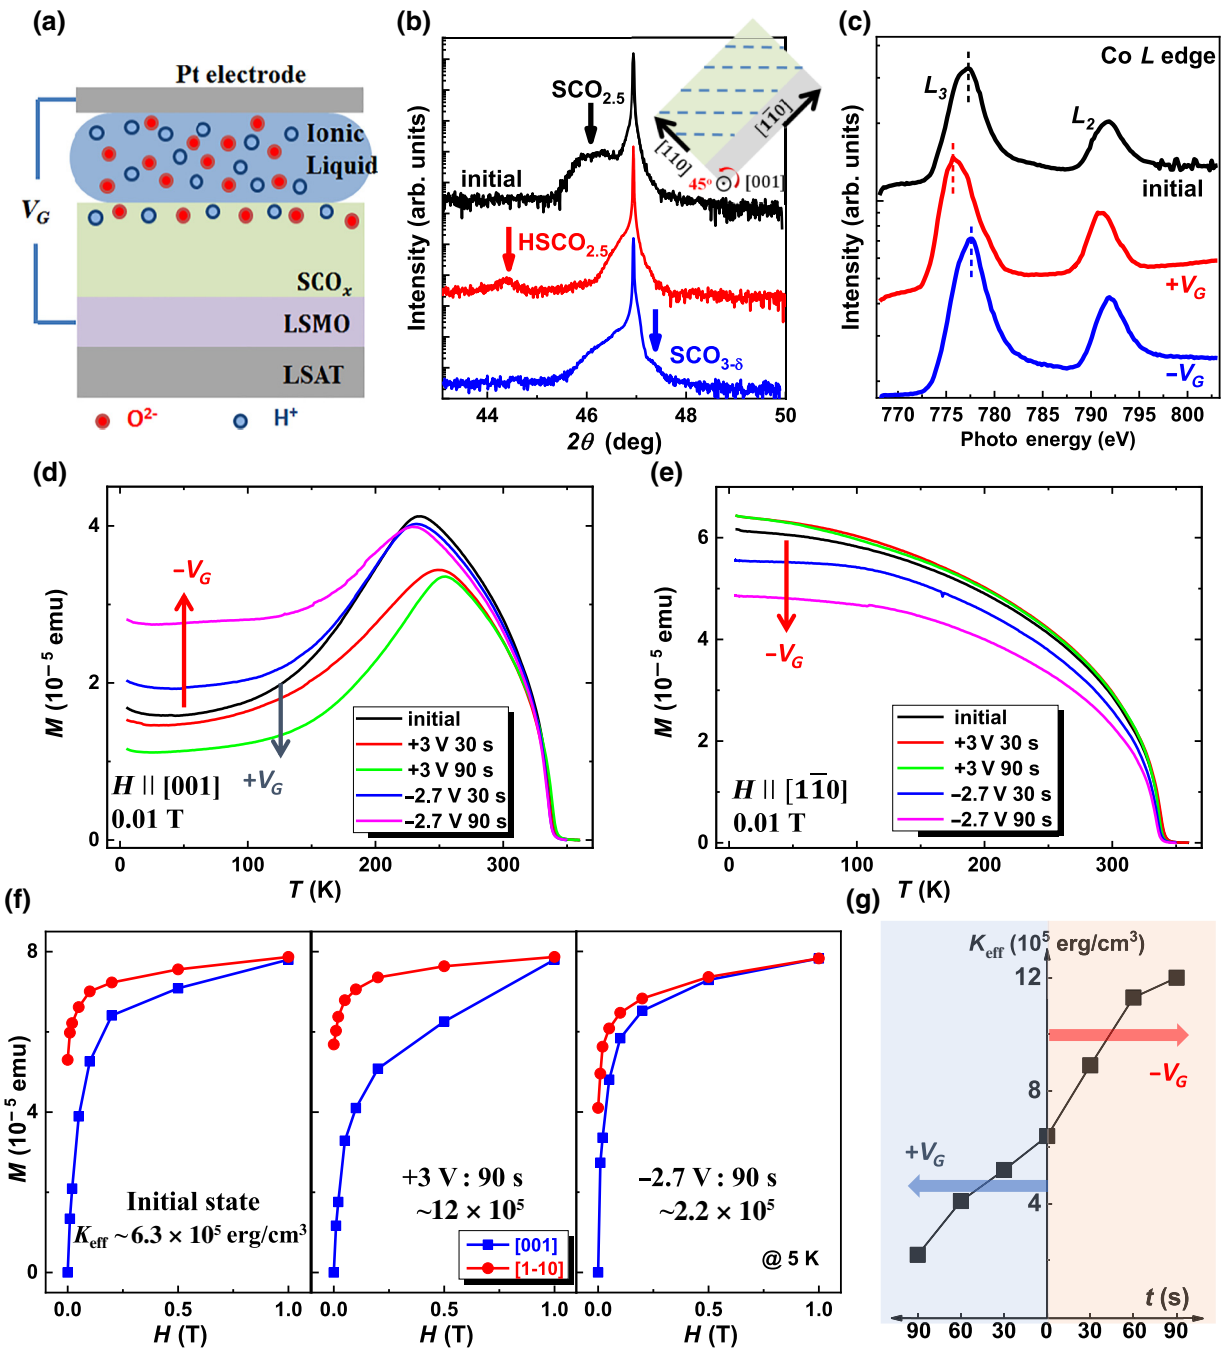 (a)
Pt electrode
Ionic
Liquid
V_G
SCO_x
LSMO
LSAT
O^2-
H^+
(b)
Intensity (arb. units)
SCO_2.5
initial
HSCO_2.5
SCO_3-δ
[110]
[11̅0]
45° [001]
44 46 48 50
2θ (deg)
(c)
Intensity (arb. units)
Co L edge
L_3
L_2
initial
+V_G
−V_G
770 775 780 785 790 795 800
Photo energy (eV)
(d)
M (10^−5 emu)
4
2
0
−V_G
+V_G
H || [001]
0.01 T
initial
+3 V 30 s
+3 V 90 s
−2.7 V 30 s
−2.7 V 90 s
0 100 200 300
T (K)
(e)
M (10^−5 emu)
6
4
2
0
−V_G
H || [11̅0]
0.01 T
initial
+3 V 30 s
+3 V 90 s
−2.7 V 30 s
−2.7 V 90 s
0 100 200 300
T (K)
(f)
M (10^−5 emu)
8
4
0
Initial state
K_eff ~6.3 × 10^5 erg/cm^3
+3 V : 90 s
~12 × 10^5
[001]
[1-10]
−2.7 V : 90 s
~2.2 × 10^5
@ 5 K
0.0 0.5 1.0
0.0 0.5 1.0
0.0 0.5 1.0
H (T)
H (T)
H (T)
(g)
K_eff (10^5 erg/cm^3)
12
8
4
−V_G
+V_G
t (s)
90 60 30 0 30 60 90